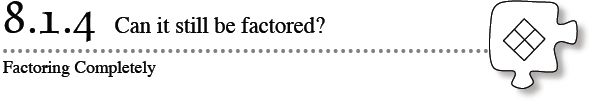 8.1.4 Can it still be factored?
Factoring Completely